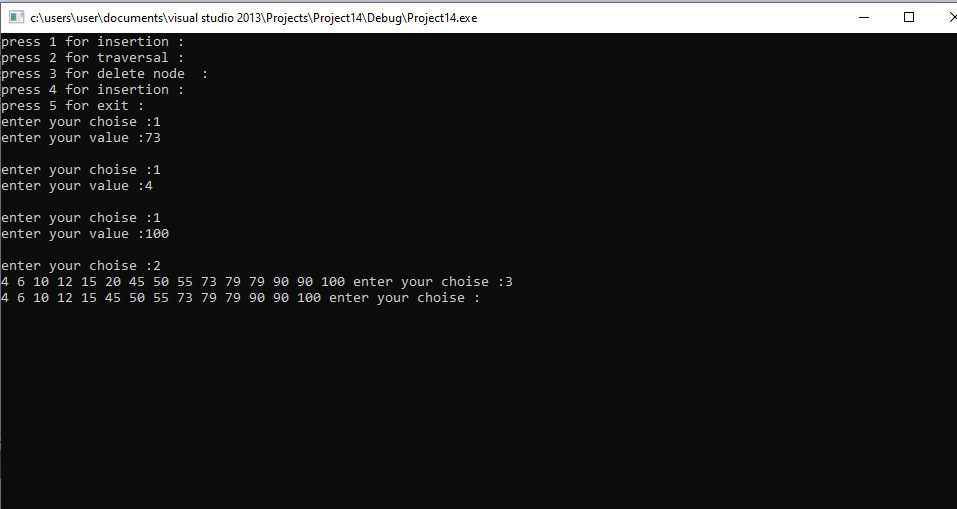 c:\users\user\documents\visual studio 2013\Projects\Project14\Debug\Project14.exe
press 1 for insertion :
press 2 for traversal :
press 3 for delete node  :
press 4 for insertion :
press 5 for exit :
enter your choise :1
enter your value :73
enter your choise :1
enter your value :4
enter your choise :1
enter your value :100
enter your choise :2
4 6 10 12 15 20 45 50 55 73 79 79 90 90 100 enter your choise :3
4 6 10 12 15 45 50 55 73 79 79 90 90 100 enter your choise :